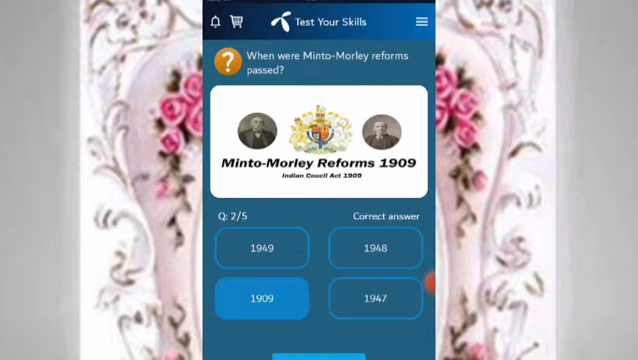 Test Your Skills
When were Minto-Morley reforms
passed?
Minto-Morley Reforms 1909
Indian Coucil Act 1909
Q: 2/5
Correct answer
1949
1948
1909
1947